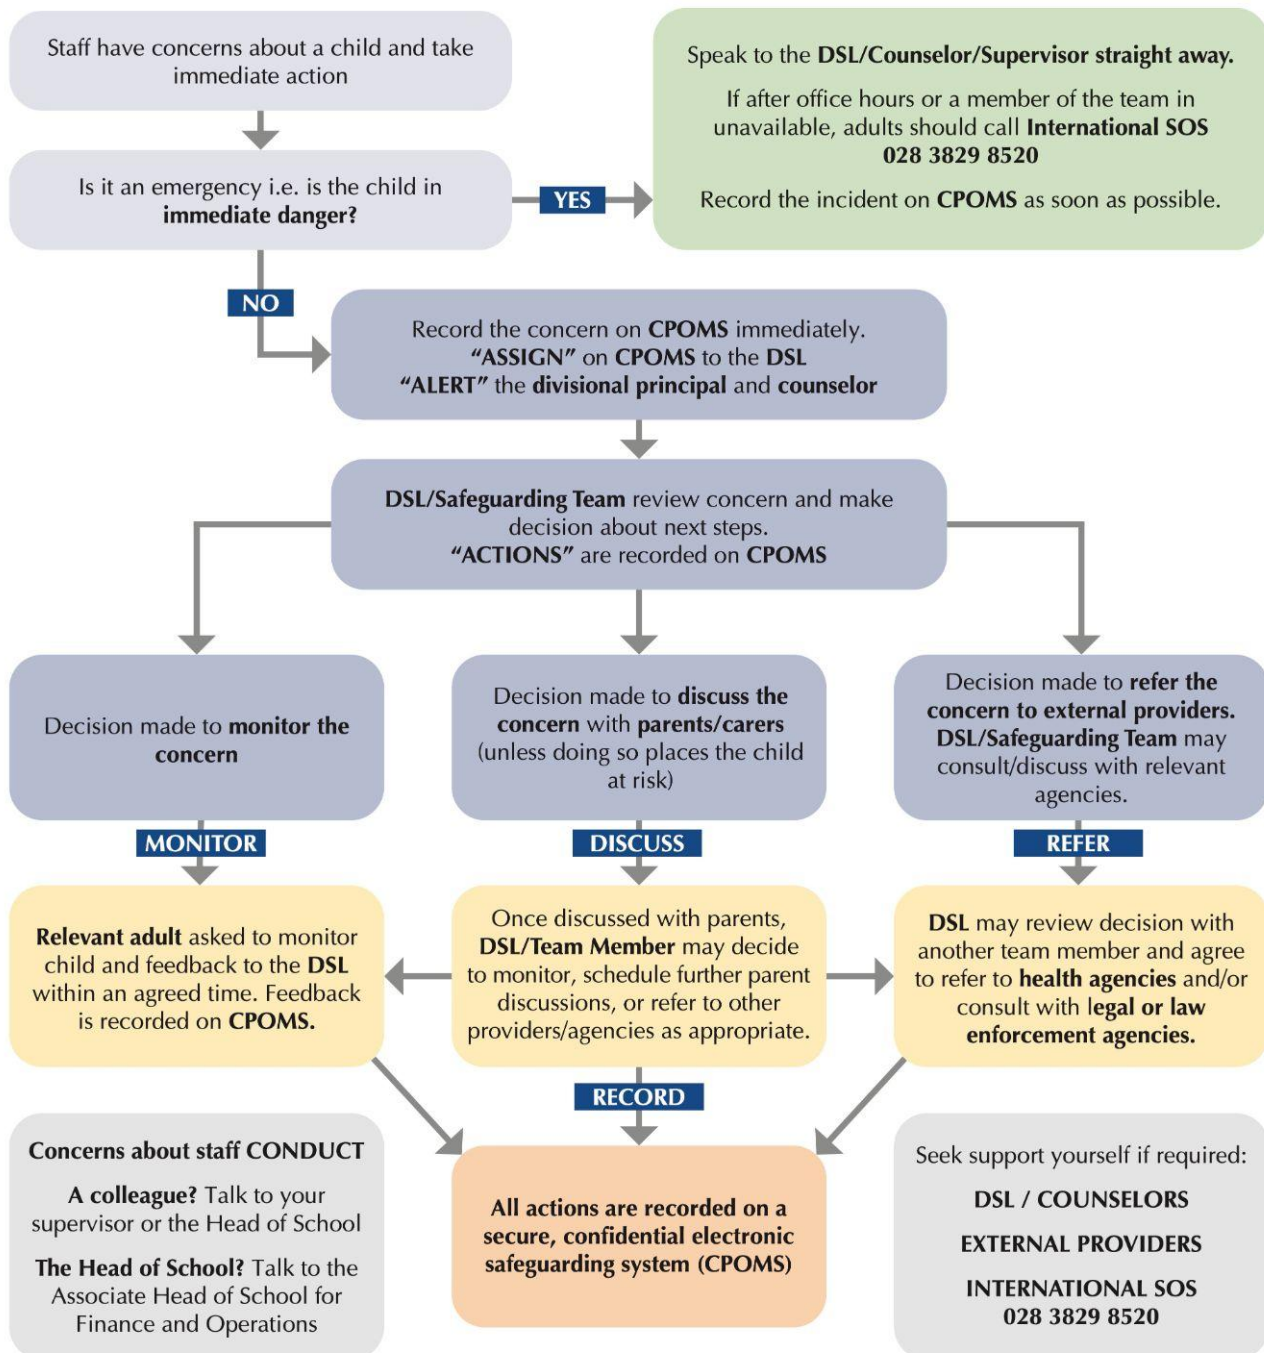 Staff have concerns about a child and take
immediate action
Speak to the DSL/Counselor/Supervisor straight away.
If after office hours or a member of the team in
unavailable, adults should call International SOS
028 3829 8520
Record the incident on CPOMS as soon as possible.
Is it an emergency i.e. is the child in
immediate danger?
YES
NO
Record the concern on CPOMS immediately.
“ASSIGN” on CPOMS to the DSL
“ALERT” the divisional principal and counselor
DSL/Safeguarding Team review concern and make
decision about next steps.
“ACTIONS” are recorded on CPOMS
Decision made to monitor the
concern
Decision made to discuss the
concern with parents/carers
(unless doing so places the child
at risk)
Decision made to refer the
concern to external providers.
DSL/Safeguarding Team may
consult/discuss with relevant
agencies.
MONITOR
DISCUSS
REFER
Relevant adult asked to monitor
child and feedback to the DSL
within an agreed time. Feedback
is recorded on CPOMS.
Once discussed with parents,
DSL/Team Member may decide
to monitor, schedule further parent
discussions, or refer to other
providers/agencies as appropriate.
DSL may review decision with
another team member and agree
to refer to health agencies and/or
consult with legal or law
enforcement agencies.
RECORD
Concerns about staff CONDUCT
A colleague? Talk to your
supervisor or the Head of School
The Head of School? Talk to the
Associate Head of School for
Finance and Operations
All actions are recorded on a
secure, confidential electronic
safeguarding system (CPOMS)
Seek support yourself if required:
DSL / COUNSELORS
EXTERNAL PROVIDERS
INTERNATIONAL SOS
028 3829 8520